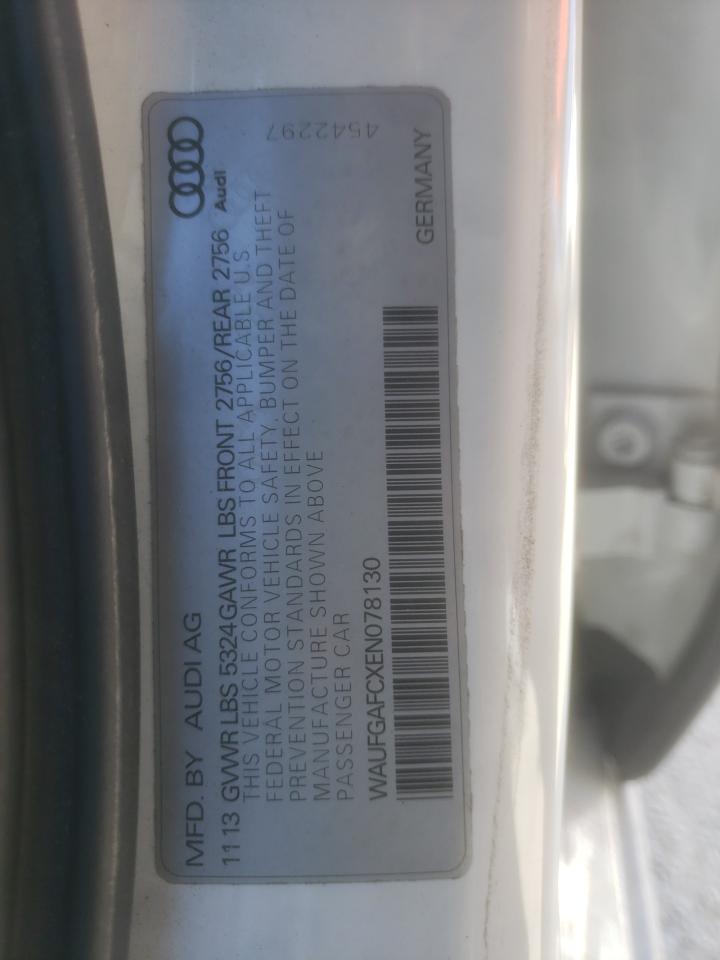 MFD. BY AUDI AG
11 13 GVWR LBS 5324 GAWR LBS FRONT 2756/REAR 2756
Audi
THIS VEHICLE CONFORMS TO ALL APPLICABLE U.S
FEDERAL MOTOR VEHICLE SAFETY, BUMPER AND THEFT
PREVENTION STANDARDS IN EFFECT ON THE DATE OF
MANUFACTURE SHOWN ABOVE
PASSENGER CAR
4542297
WAUFGAFCXEN078130
GERMANY